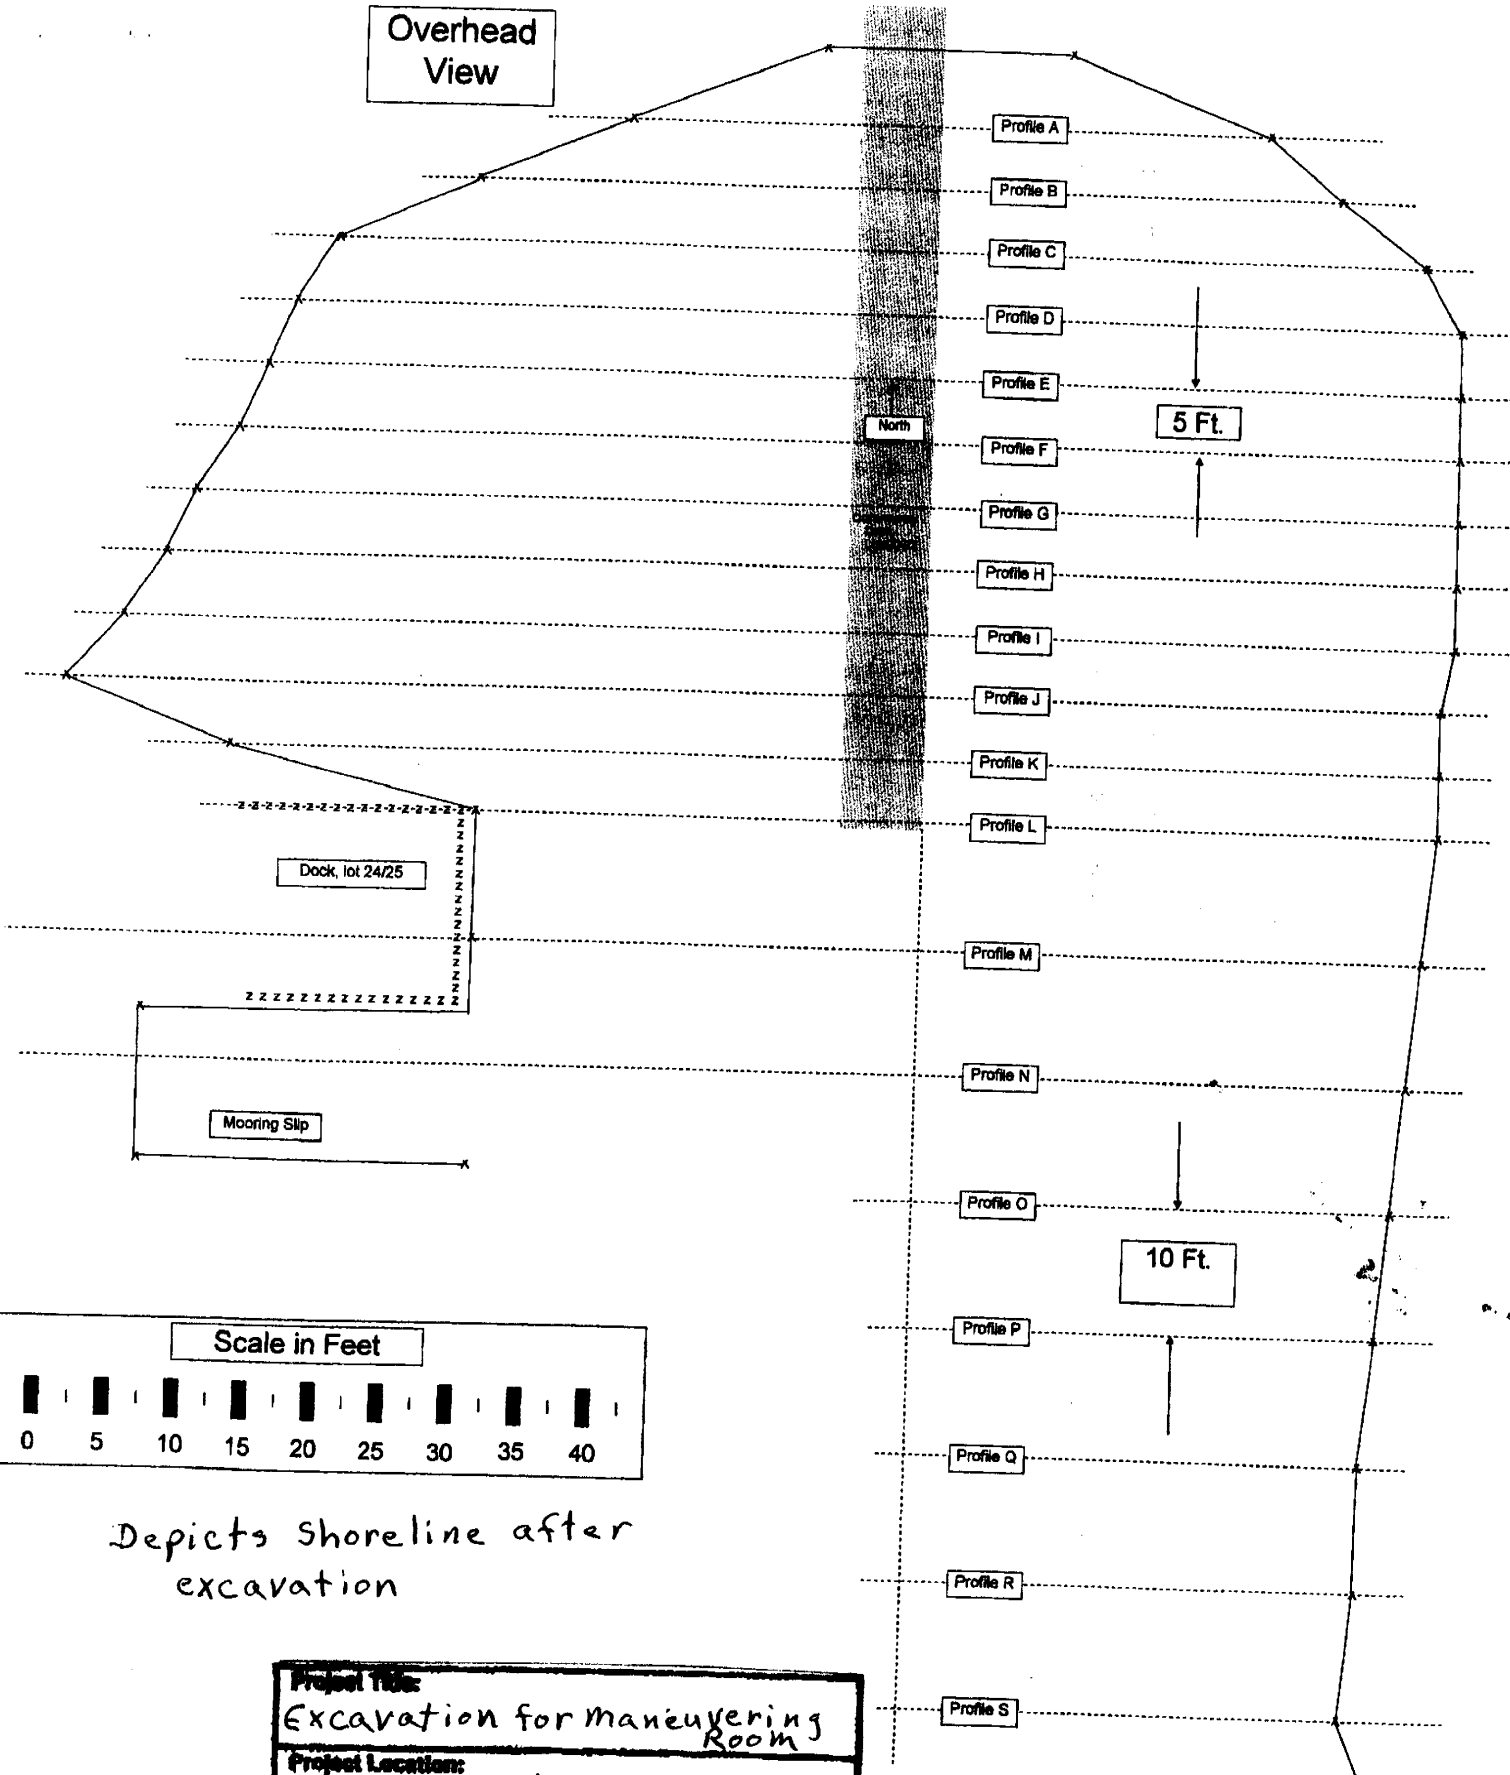 Overhead
View
Profile A
Profile B
Profile C
Profile D
Profile E
North
5 Ft.
Profile F
Profile G
Profile H
Profile I
Profile J
Profile K
z-z-z-z-z-z-z-z-z-z-z-z-z-z-z-z-z-z
Profile L
Dock, lot 24/25
Profile M
z z z z z z z z z z z z z z z z
Profile N
Mooring Slip
Profile O
10 Ft.
Profile P
Scale in Feet
0 5 10 15 20 25 30 35 40
Profile Q
Depicts Shoreline after
excavation
Profile R
Project Title:
Excavation for Maneuvering
Room
Profile S
Project Location: